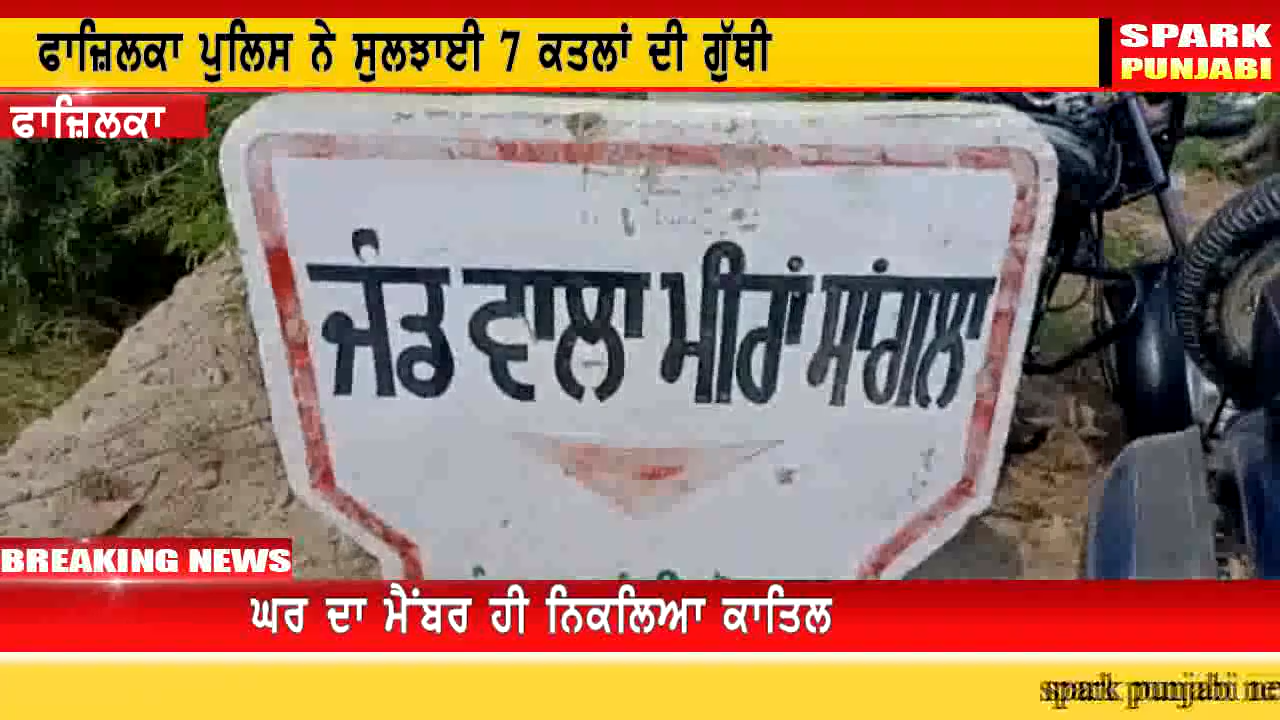 ਫਾਜ਼ਿਲਕਾ ਪੁਲਿਸ ਨੇ ਸੁਲਝਾਈ 7 ਕਤਲਾਂ ਦੀ ਗੁੱਥੀ
SPARK
PUNJABI
ਫਾਜ਼ਿਲਕਾ
ਜੰਡ ਵਾਲਾ ਮੀਰਾਂ ਸਾਂਗਲਾ
BREAKING NEWS
ਘਰ ਦਾ ਮੈਂਬਰ ਹੀ ਨਿਕਲਿਆ ਕਾਤਿਲ
spark punjabi ne